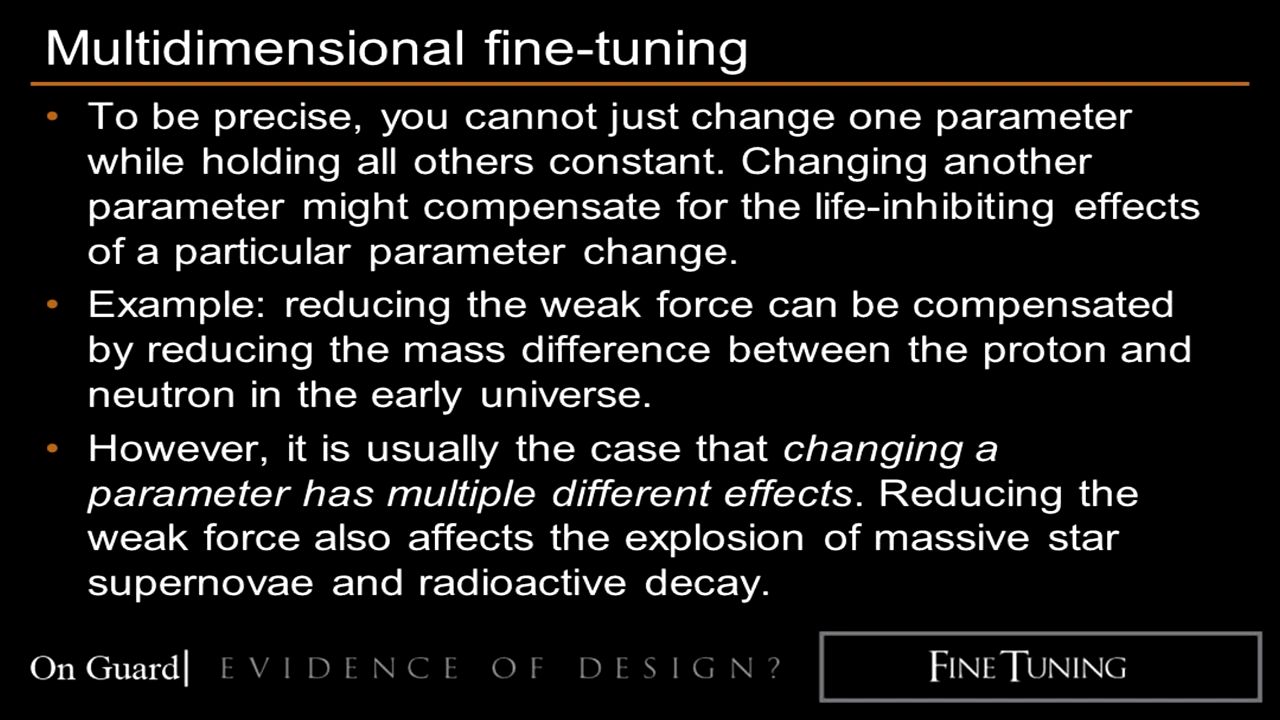 Multidimensional fine-tuning
• To be precise, you cannot just change one parameter
while holding all others constant. Changing another
parameter might compensate for the life-inhibiting effects
of a particular parameter change.
• Example: reducing the weak force can be compensated
by reducing the mass difference between the proton and
neutron in the early universe.
• However, it is usually the case that changing a
parameter has multiple different effects. Reducing the
weak force also affects the explosion of massive star
supernovae and radioactive decay.
On Guard| EVIDENCE OF DESIGN? FINE TUNING